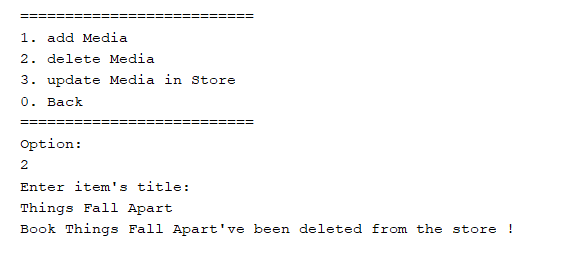 ==========================
1. add Media
2. delete Media
3. update Media in Store
0. Back
==========================
Option:
2
Enter item's title:
Things Fall Apart
Book Things Fall Apart've been deleted from the store !